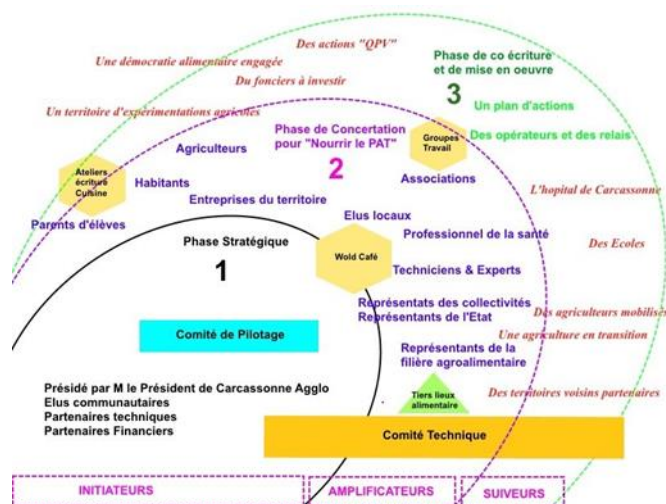 Des actions "QPV"
Une démocratie alimentaire engagée
Du fonciers à investir
Un territoire d'expérimentations agricoles
Phase de co écriture
et de mise en oeuvre
3
Un plan d'actions
Des opérateurs et des relais
Phase de Concertation
pour "Nourrir le PAT"
2
Groupes
Travail
Agriculteurs
Ateliers
écriture
Cuisine
Habitants
Associations
Entreprises du territoire
Parents d'élèves
L'hopital de Carcassonne
Elus locaux
Professionnel de la santé
Phase Stratégique
1
Wold Café
Des Ecoles
Techniciens & Experts
Représentats des collectivités
Représentants de l'Etat
Des agriculteurs mobilisés
Une agriculture en transition
Comité de Pilotage
Représentants de la
filière agroalimentaire
Présidé par M le Président de Carcassonne Agglo
Elus communautaires
Partenaires techniques
Partenaires Financiers
Tiers lieux
alimentaire
Des territoires voisins partenaires
Comité Technique
INITIATEURS
AMPLIFICATEURS
SUIVEURS